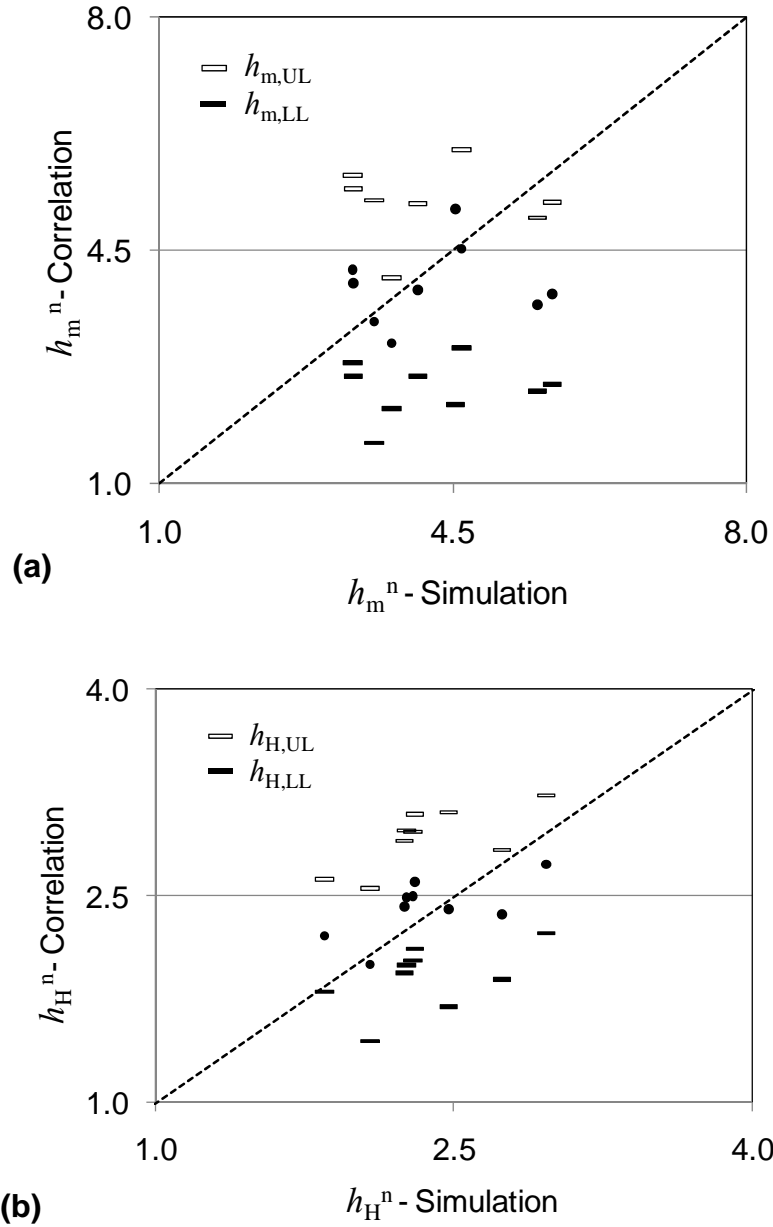 8.0
h_m,UL
h_m,LL
4.5
h_m^n - Correlation
1.0
1.0 4.5 8.0
(a)
h_m^n - Simulation
4.0
h_H,UL
h_H,LL
2.5
h_H^n - Correlation
1.0
1.0 2.5 4.0
(b)
h_H^n - Simulation